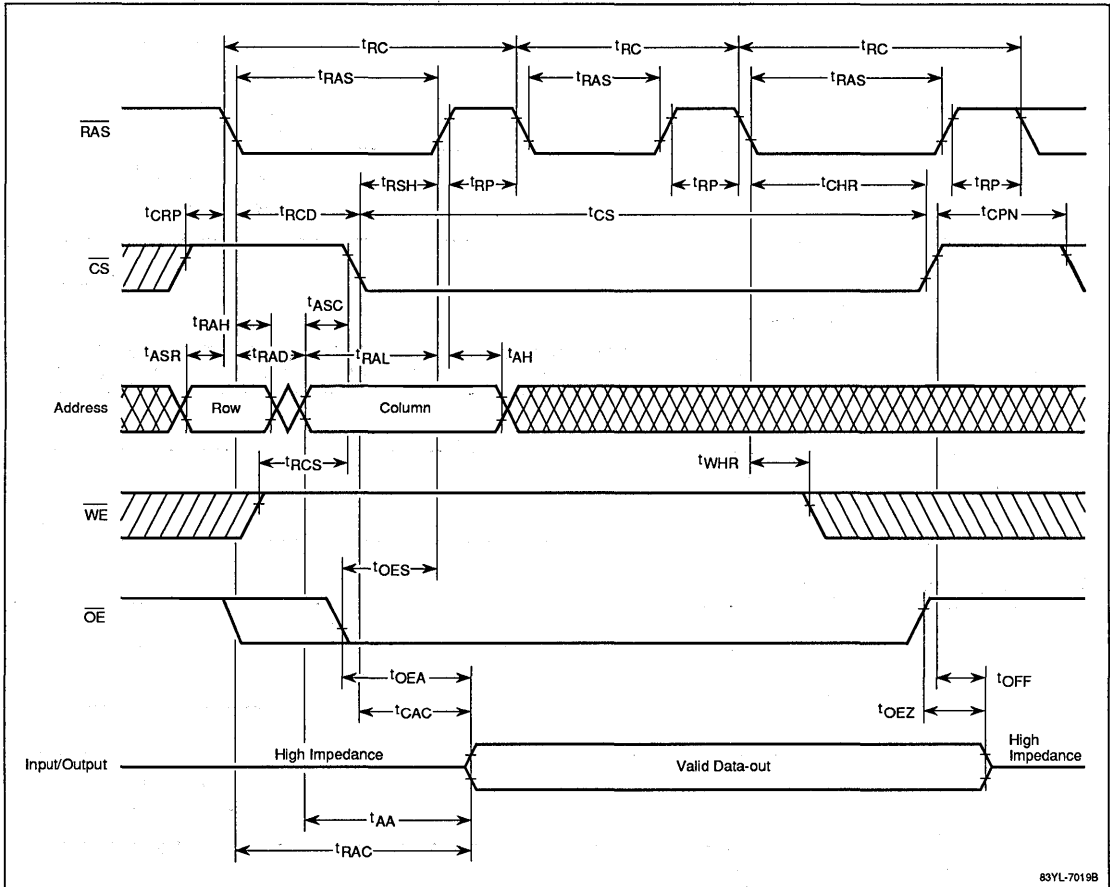 tRC tRC tRC
tRAS tRAS tRAS
RAS
tRSH tRP tRP tCHR tRP
tCRP tRCD tCS tCPN
CS
tASC
tRAH
tASR tRAD tRAL tAH
Address Row Column
tRCS tWHR
WE
tOES
OE
tOEA tOFF
tCAC tOEZ
Input/Output High Impedance Valid Data-out High Impedance
tAA
tRAC
83YL-7019B